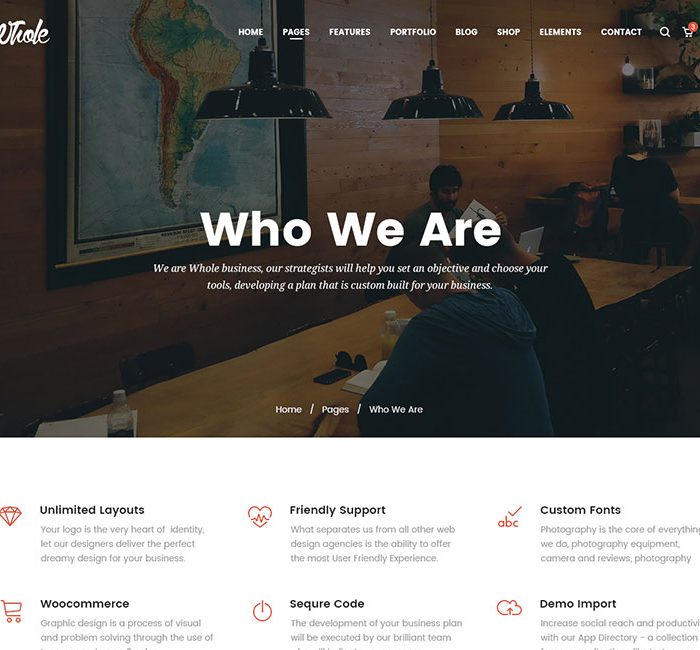 Whole
HOME PAGES FEATURES PORTFOLIO BLOG SHOP ELEMENTS CONTACT 3
Who We Are
We are Whole business, our strategists will help you set an objective and choose your
tools, developing a plan that is custom built for your business.
Home / Pages / Who We Are
Unlimited Layouts
Your logo is the very heart of identity,
let our designers deliver the perfect
dreamy design for your business.
Friendly Support
What separates us from all other web
design agencies is the ability to offer
the most User Friendly Experience.
abc
Custom Fonts
Photography is the core of everything
we do, photography equipment,
camera and reviews, photography
Woocommerce
Graphic design is a process of visual
and problem solving through the use of
Sequre Code
The development of your business plan
will be executed by our brilliant team
Demo Import
Increase social reach and productivi
with our App Directory - a collection